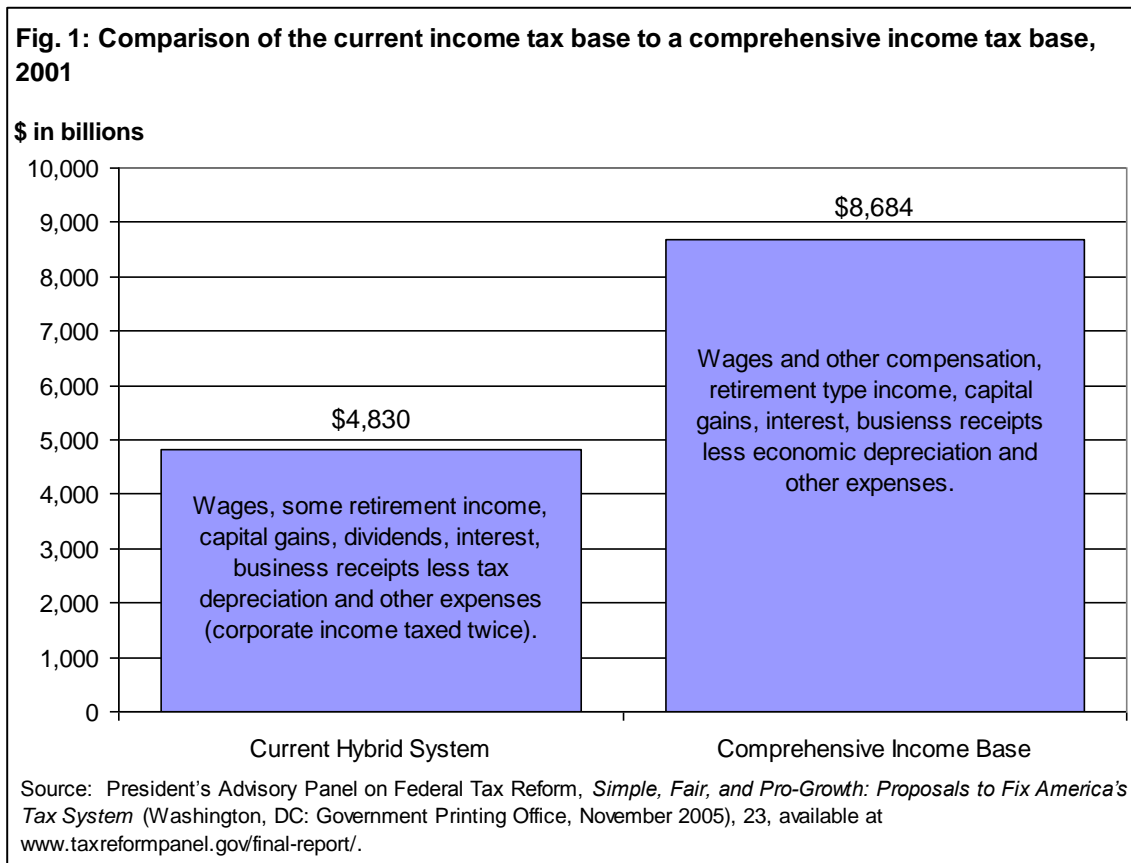 Fig. 1: Comparison of the current income tax base to a comprehensive income tax base,
2001
$ in billions
10,000
9,000
8,000
7,000
6,000
5,000
4,000
3,000
2,000
1,000
0
$4,830
Wages, some retirement income,
capital gains, dividends, interest,
business receipts less tax
depreciation and other expenses
(corporate income taxed twice).
$8,684
Wages and other compensation,
retirement type income, capital
gains, interest, busienss receipts
less economic depreciation and
other expenses.
Current Hybrid System
Comprehensive Income Base
Source: President's Advisory Panel on Federal Tax Reform, Simple, Fair, and Pro-Growth: Proposals to Fix America's
Tax System (Washington, DC: Government Printing Office, November 2005), 23, available at
www.taxreformpanel.gov/final-report/.